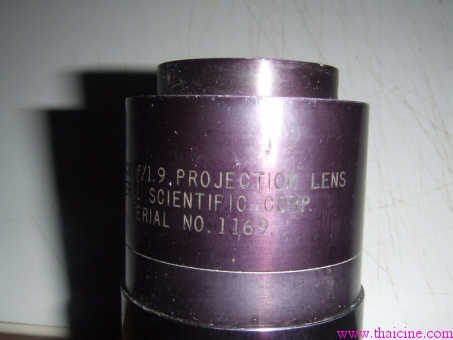 f/1.9. PROJECTION LENS
L SCIENTIFIC CORP.
ERIAL NO. 1169
www.thaicine.com